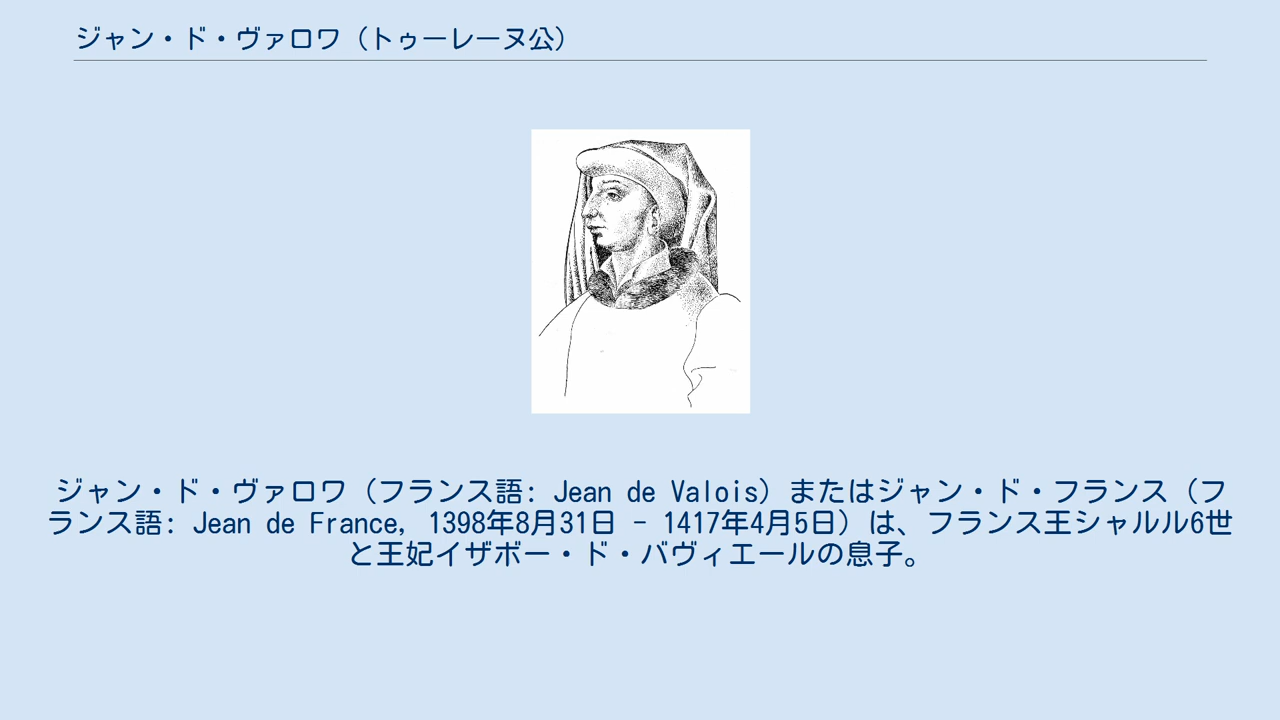 ジャン・ド・ヴァロワ（トゥーレーヌ公）
ジャン・ド・ヴァロワ（フランス語: Jean de Valois）またはジャン・ド・フランス（フ
ランス語: Jean de France, 1398年8月31日 - 1417年4月5日）は、フランス王シャルル6世
と王妃イザボー・ド・バヴィエールの息子。